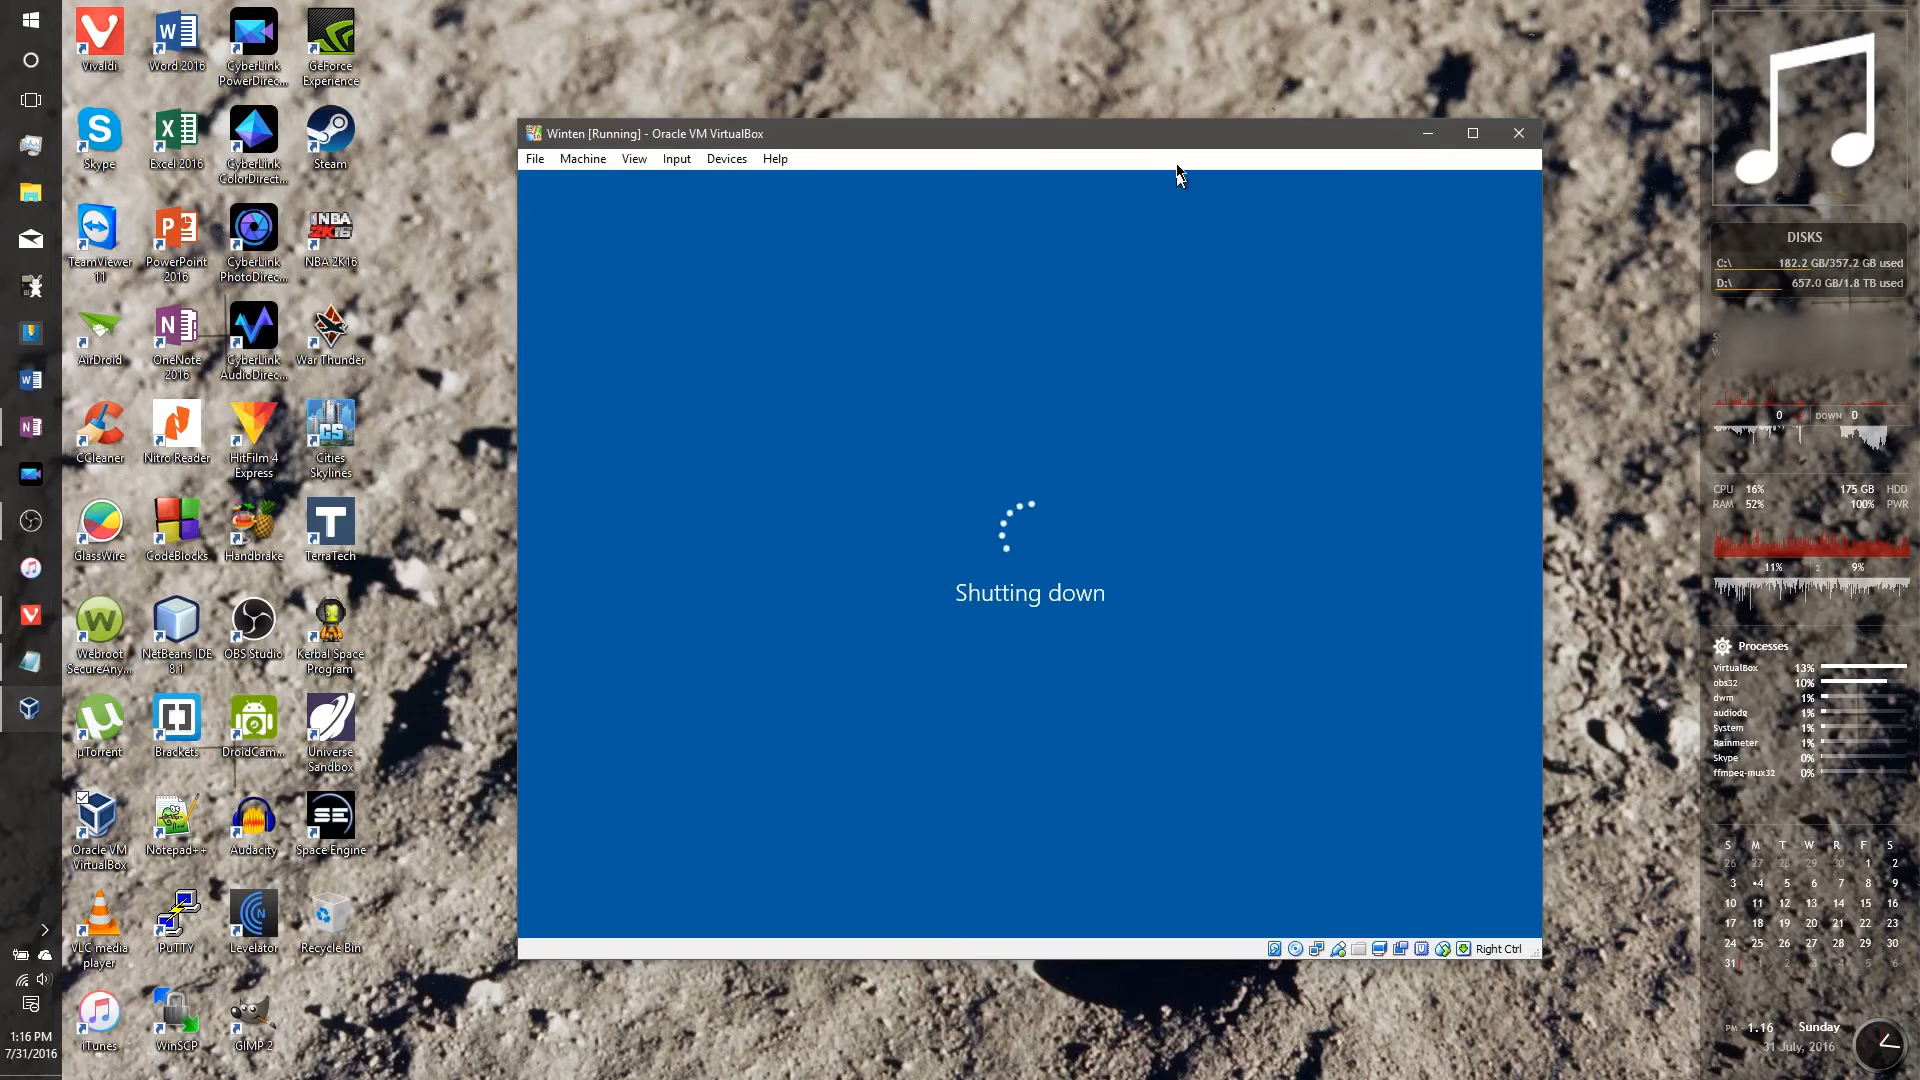 Vivaldi
Word 2016
CyberLink
PowerDirec...
GeForce
Experience
Skype
Excel 2016
CyberLink
ColorDirect...
Steam
TeamViewer
11
PowerPoint
2016
CyberLink
PhotoDirec...
NBA 2K16
AirDroid
OneNote
2016
CyberLink
AudioDirec...
War Thunder
CCleaner
Nitro Reader
HitFilm 4
Express
Cities
Skylines
GlassWire
CodeBlocks
Handbrake
TerraTech
Webroot
SecureAny...
NetBeans IDE
8.1
OBS Studio
Kerbal Space
Program
µTorrent
Brackets
DroidCam...
Universe
Sandbox
Oracle VM
VirtualBox
Notepad++
Audacity
Space Engine
VLC media
player
PuTTY
Levelator
Recycle Bin
iTunes
WinSCP
GIMP 2
1:16 PM
7/31/2016
Winten [Running] - Oracle VM VirtualBox
File Machine View Input Devices Help
Shutting down
Right Ctrl
DISKS
C:\ 182.2 GB/357.2 GB used
D:\ 657.0 GB/1.8 TB used
0 DOWN 0
CPU 16% 175 GB HDD
RAM 52% 100% PWR
11% 2 9%
Processes
VirtualBox 13%
obs32 10%
dwm 1%
audiodg 1%
System 1%
Rainmeter 1%
Skype 0%
ffmpeg-mux32 0%
S M T W R F S
26 27 28 29 30 1 2
3 •4 5 6 7 8 9
10 11 12 13 14 15 16
17 18 19 20 21 22 23
24 25 26 27 28 29 30
31 1 2 3 4 5 6
PM 1.16 Sunday
31 July, 2016